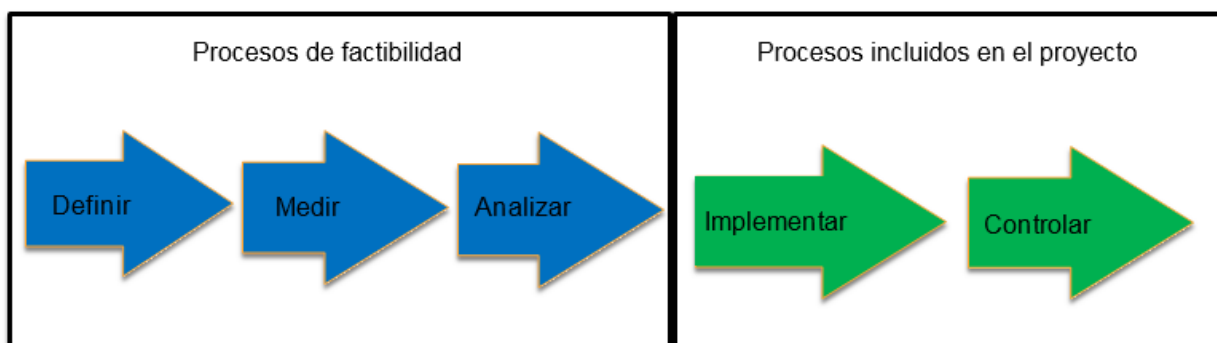 Procesos de factibilidad
Procesos incluidos en el proyecto
Definir
Medir
Analizar
Implementar
Controlar